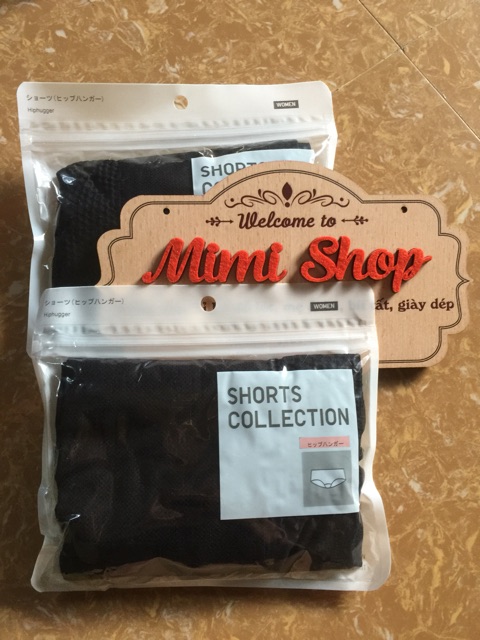 ショーツ(ヒップハンガー)
Hiphugger
WOMEN
SHORTS
Welcome to
Mimi Shop
ất, giày dép
ショーツ(ヒップハンガー)
Hiphugger
WOMEN
SHORTS
COLLECTION
ヒップハンガー